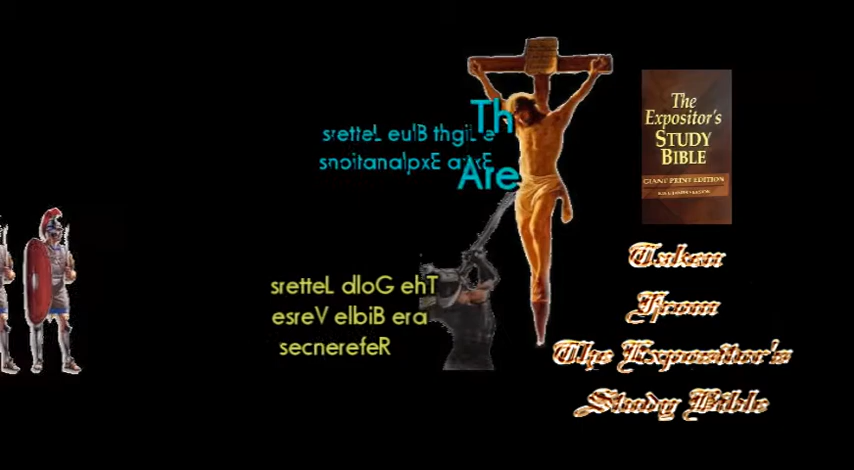 Th
sretteL eulB thgiL e
snoitanalpxE artxE
Are
sretteL dloG ehT
esreV elbiB era
secnerefeR
The
Expositor's
STUDY
BIBLE
GIANT PRINT EDITION
Taken
From
The Expositor's
Study Bible